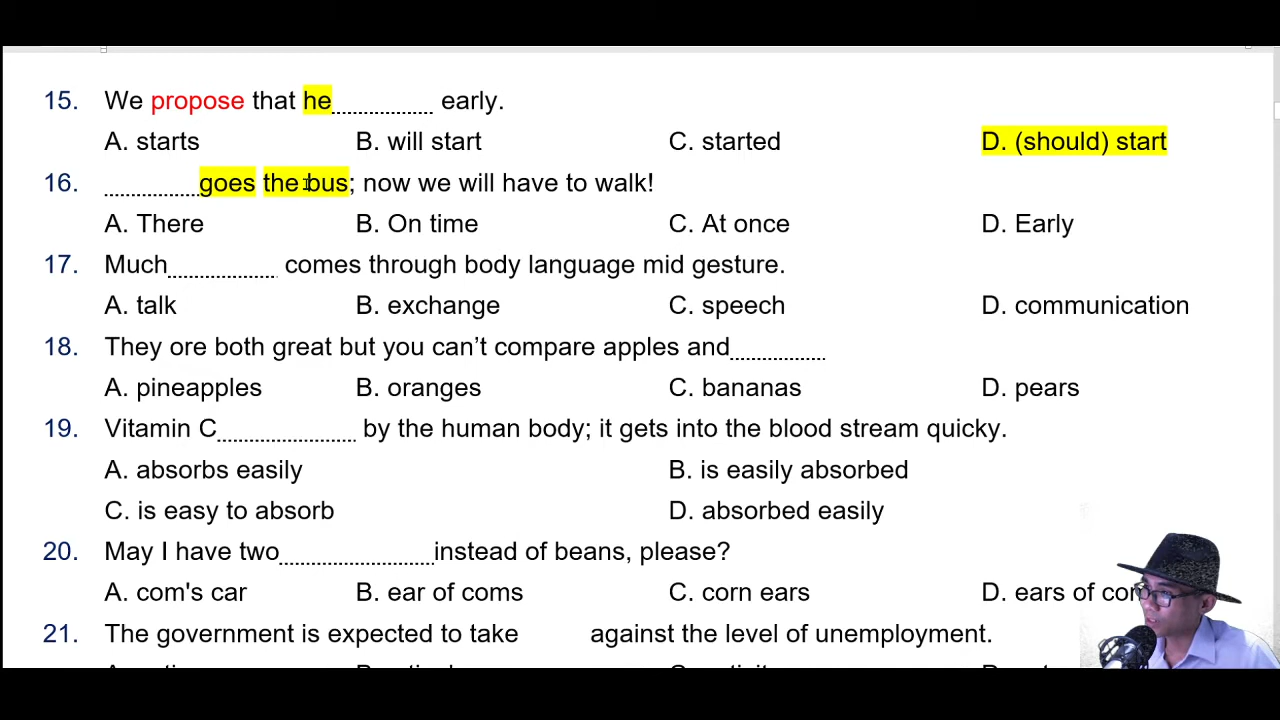 15. We propose that he............... early.
A. starts B. will start C. started D. (should) start
16. ..............goes the bus; now we will have to walk!
A. There B. On time C. At once D. Early
17. Much................ comes through body language mid gesture.
A. talk B. exchange C. speech D. communication
18. They ore both great but you can’t compare apples and..............
A. pineapples B. oranges C. bananas D. pears
19. Vitamin C.................... by the human body; it gets into the blood stream quicky.
A. absorbs easily B. is easily absorbed
C. is easy to absorb D. absorbed easily
20. May I have two......................instead of beans, please?
A. com's car B. ear of coms C. corn ears D. ears of
21. The government is expected to take against the level of unemployment.